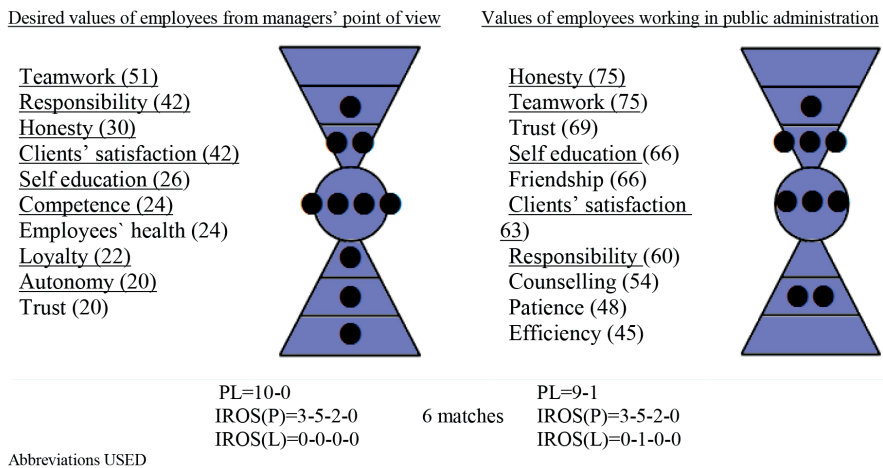 Desired values of employees from managers' point of view
Teamwork (51)
Responsibility (42)
Honesty (30)
Clients' satisfaction (42)
Self education (26)
Competence (24)
Employees` health (24)
Loyalty (22)
Autonomy (20)
Trust (20)
Values of employees working in public administration
Honesty (75)
Teamwork (75)
Trust (69)
Self education (66)
Friendship (66)
Clients' satisfaction
63)
Responsibility (60)
Counselling (54)
Patience (48)
Efficiency (45)
PL=10-0
IROS(P)=3-5-2-0
IROS(L)=0-0-0-0
6 matches
PL=9-1
IROS(P)=3-5-2-0
IROS(L)=0-1-0-0
Abbreviations USED